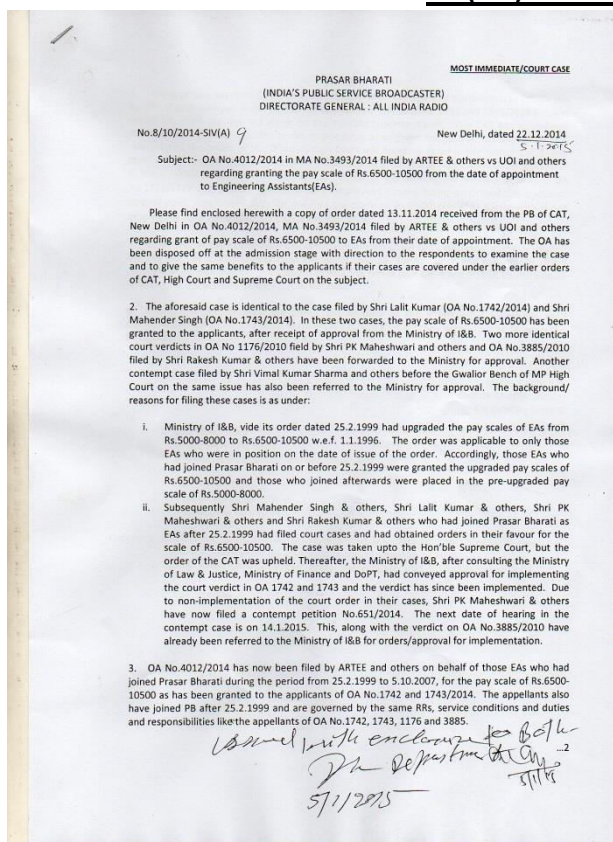 MOST IMMEDIATE/COURT CASE
PRASAR BHARATI
(INDIA'S PUBLIC SERVICE BROADCASTER)
DIRECTORATE GENERAL : ALL INDIA RADIO
No.8/10/2014-SIV(A) 9 New Delhi, dated 22.12.2014
5.1.2015
Subject:- OA No.4012/2014 in MA No.3493/2014 filed by ARTEE & others vs UOI and others
regarding granting the pay scale of Rs.6500-10500 from the date of appointment
to Engineering Assistants(EAs).
Please find enclosed herewith a copy of order dated 13.11.2014 received from the PB of CAT,
New Delhi in OA No.4012/2014, MA No.3493/2014 filed by ARTEE & others vs UOI and others
regarding grant of pay scale of Rs.6500-10500 to EAs from their date of appointment. The OA has
been disposed off at the admission stage with direction to the respondents to examine the case
and to give the same benefits to the applicants if their cases are covered under the earlier orders
of CAT, High Court and Supreme Court on the subject.
2. The aforesaid case is identical to the case filed by Shri Lalit Kumar (OA No.1742/2014) and Shri
Mahender Singh (OA No.1743/2014). In these two cases, the pay scale of Rs.6500-10500 has been
granted to the applicants, after receipt of approval from the Ministry of I&B. Two more identical
court verdicts in OA No 1176/2010 field by Shri PK Maheshwari and others and OA No.3885/2010
filed by Shri Rakesh Kumar & others have been forwarded to the Ministry for approval. Another
contempt case filed by Shri Vimal Kumar Sharma and others before the Gwalior Bench of MP High
Court on the same issue has also been referred to the Ministry for approval. The background/
reasons for filing these cases is as under:
i. Ministry of I&B, vide its order dated 25.2.1999 had upgraded the pay scales of EAs from
Rs.5000-8000 to Rs.6500-10500 w.e.f. 1.1.1996. The order was applicable to only those
EAs who were in position on the date of issue of the order. Accordingly, those EAs who
had joined Prasar Bharati on or before 25.2.1999 were granted the upgraded pay scales of
Rs.6500-10500 and those who joined afterwards were placed in the pre-upgraded pay
scale of Rs.5000-8000.
ii. Subsequently Shri Mahender Singh & others, Shri Lalit Kumar & others, Shri PK
Maheshwari & others and Shri Rakesh Kumar & others who had joined Prasar Bharati as
EAs after 25.2.1999 had filed court cases and had obtained orders in their favour for the
scale of Rs.6500-10500. The case was taken upto the Hon'ble Supreme Court, but the
order of the CAT was upheld. Thereafter, the Ministry of I&B, after consulting the Ministry
of Law & Justice, Ministry of Finance and DoPT, had conveyed approval for implementing
the court verdict in OA 1742 and 1743 and the verdict has since been implemented. Due
to non-implementation of the court order in their cases, Shri PK Maheshwari & others
have now filed a contempt petition No.651/2014. The next date of hearing in the
contempt case is on 14.1.2015. This, along with the verdict on OA No.3885/2010 have
already been referred to the Ministry of I&B for orders/approval for implementation.
3. OA No.4012/2014 has now been filed by ARTEE and others on behalf of those EAs who had
joined Prasar Bharati during the period from 25.2.1999 to 5.10.2007, for the pay scale of Rs.6500-
10500 as has been granted to the applicants of OA No.1742 and 1743/2014. The appellants also
have joined PB after 25.2.1999 and are governed by the same RRs, service conditions and duties
and responsibilities like the appellants of OA No.1742, 1743, 1176 and 3885.
Issued with enclosure to Both
...2
The Department
5/1/15
5/1/2015